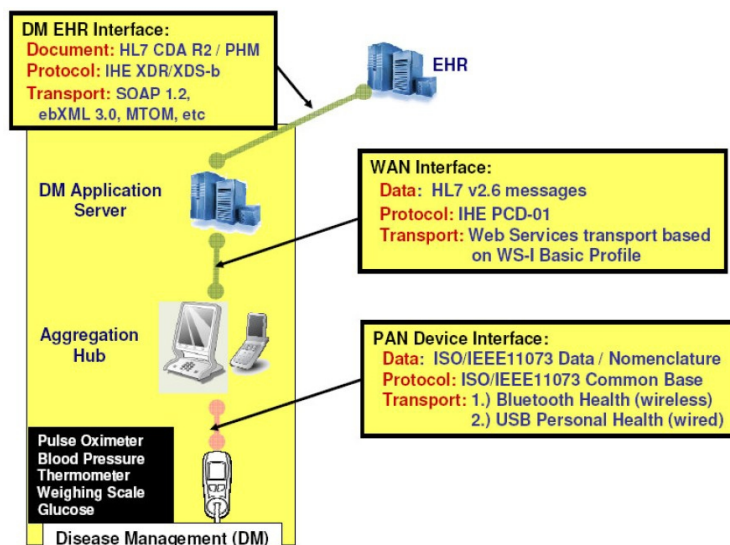 DM EHR Interface:
Document: HL7 CDA R2 / PHM
Protocol: IHE XDR/XDS-b
Transport: SOAP 1.2,
ebXML 3.0, MTOM, etc
EHR
DM Application
Server
WAN Interface:
Data: HL7 v2.6 messages
Protocol: IHE PCD-01
Transport: Web Services transport based
on WS-I Basic Profile
Aggregation
Hub
PAN Device Interface:
Data: ISO/IEEE11073 Data / Nomenclature
Protocol: ISO/IEEE11073 Common Base
Transport: 1.) Bluetooth Health (wireless)
2.) USB Personal Health (wired)
Pulse Oximeter
Blood Pressure
Thermometer
Weighing Scale
Glucose
Disease Management (DM)